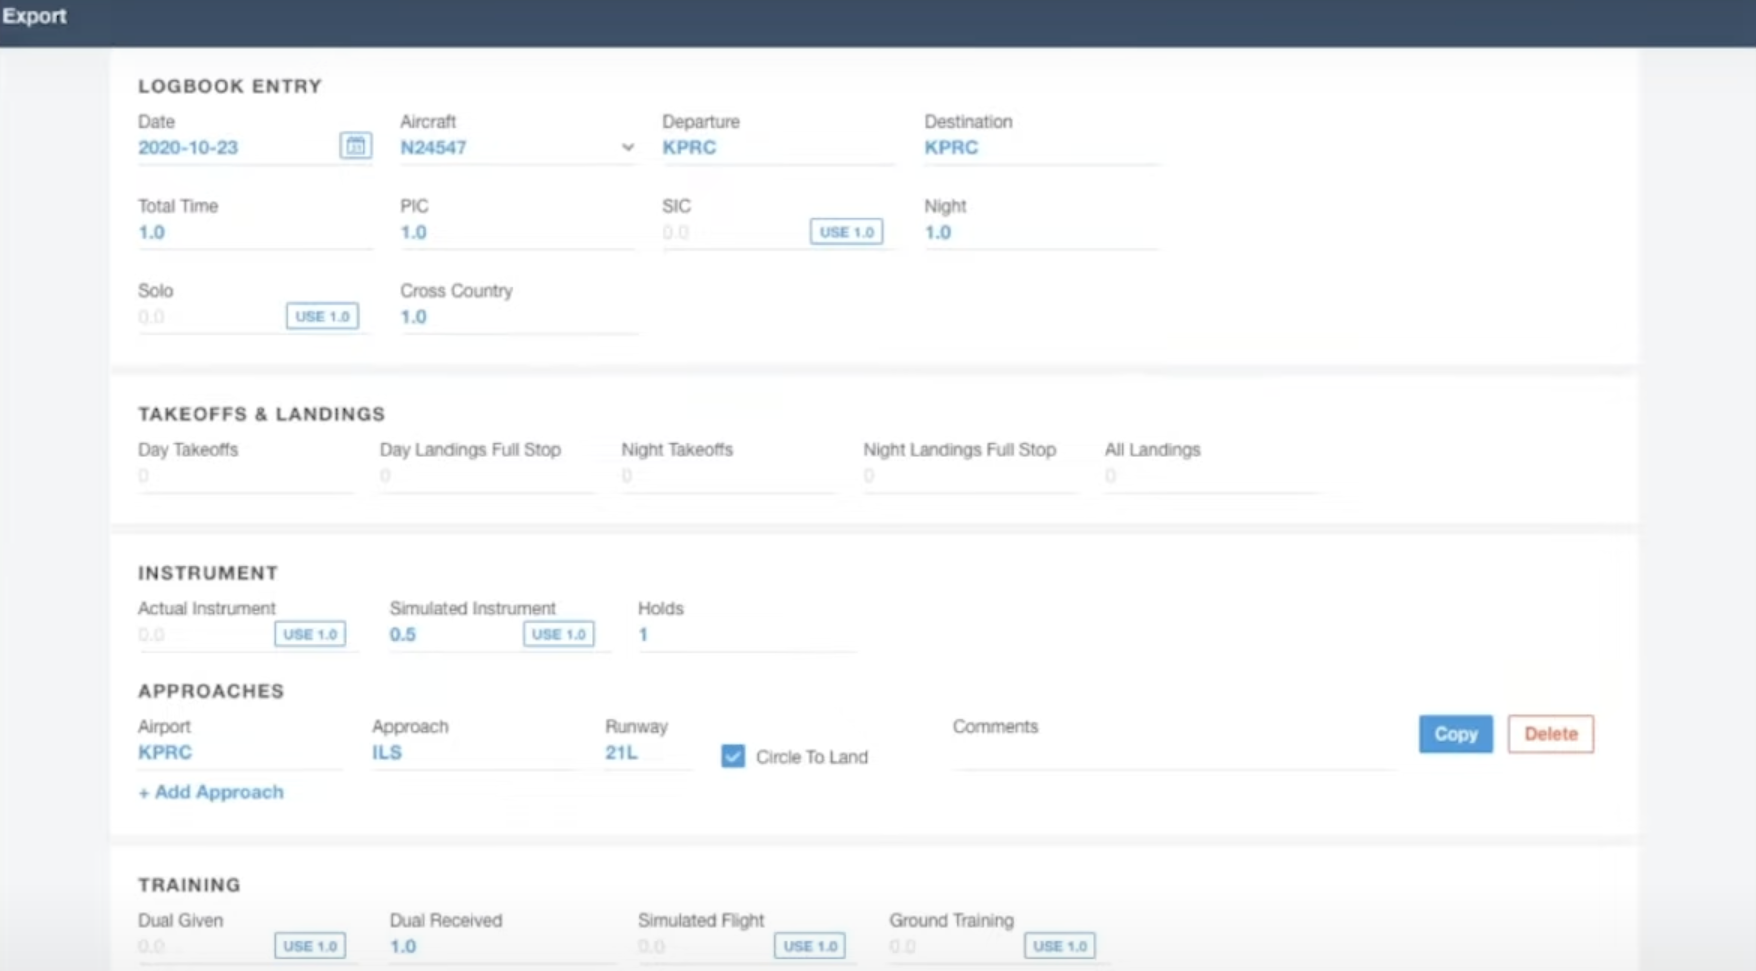 Export
LOGBOOK ENTRY
Date Aircraft Departure Destination
2020-10-23 N24547 KPRC KPRC
Total Time PIC SIC Night
1.0 1.0 0.0 USE 1.0 1.0
Solo Cross Country
0.0 USE 1.0 1.0
TAKEOFFS & LANDINGS
Day Takeoffs Day Landings Full Stop Night Takeoffs Night Landings Full Stop All Landings
0 0 0 0 0
INSTRUMENT
Actual Instrument Simulated Instrument Holds
0.0 USE 1.0 0.5 USE 1.0 1
APPROACHES
Airport Approach Runway Comments
KPRC ILS 21L Circle To Land Copy Delete
+ Add Approach
TRAINING
Dual Given Dual Received Simulated Flight Ground Training
0.0 USE 1.0 1.0 0.0 USE 1.0 0.0 USE 1.0